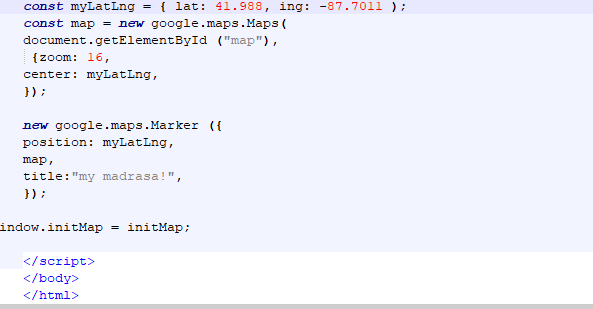 const myLatLng = { lat: 41.988, ing: -87.7011 );
const map = new google.maps.Maps(
document.getElementById ("map"),
{zoom: 16,
center: myLatLng,
});
new google.maps.Marker ({
position: myLatLng,
map,
title:"my madrasa!",
});
indow.initMap = initMap;
</script>
</body>
</html>